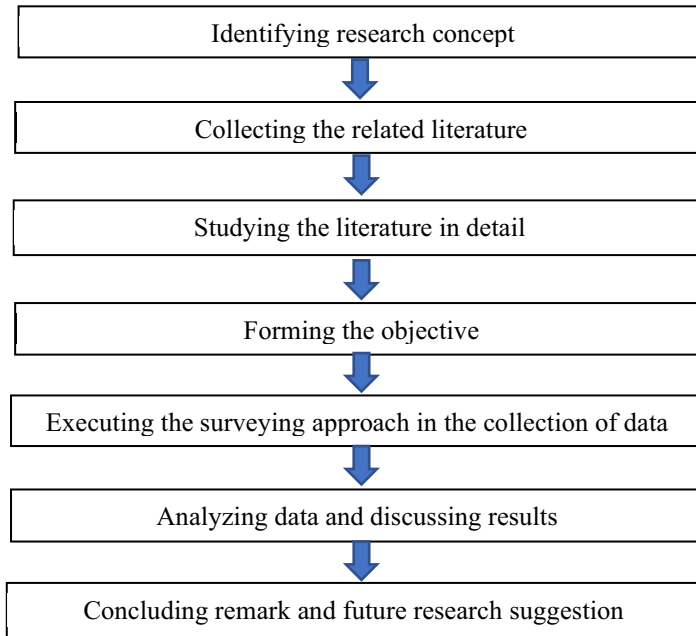 Identifying research concept
Collecting the related literature
Studying the literature in detail
Forming the objective
Executing the surveying approach in the collection of data
Analyzing data and discussing results
Concluding remark and future research suggestion